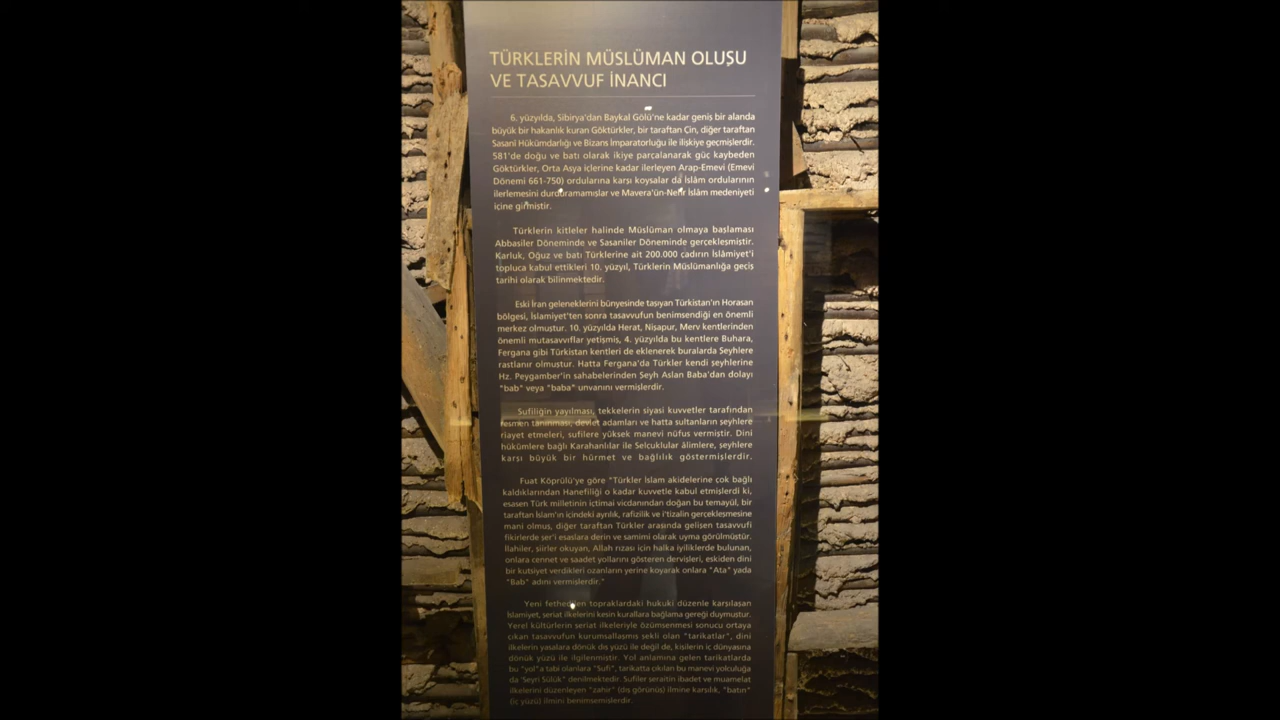 TÜRKLERİN MÜSLÜMAN OLUŞU
VE TASAVVUF İNANCI
6. yüzyılda, Sibirya'dan Baykal Gölü'ne kadar geniş bir alanda
büyük bir hakanlık kuran Göktürkler, bir taraftan Çin, diğer taraftan
Sasani Hükümdarlığı ve Bizans İmparatorluğu ile ilişkiye geçmişlerdir.
581'de doğu ve batı olarak ikiye parçalanarak güç kaybeden
Göktürkler, Orta Asya içlerine kadar ilerleyen Arap-Emevi (Emevi
Dönemi 661-750) ordularına karşı koysalar da İslâm ordularının
ilerlemesini durduramamışlar ve Mavera'ün-Nehr İslâm medeniyeti
içine girmiştir.
Türklerin kitleler halinde Müslüman olmaya başlaması
Abbasiler Döneminde ve Sasaniler Döneminde gerçekleşmiştir.
Karluk, Oğuz ve batı Türklerine ait 200.000 çadırın İslâmiyet'i
topluca kabul ettikleri 10. yüzyıl, Türklerin Müslümanlığa geçiş
tarihi olarak bilinmektedir.
Eski İran geleneklerini bünyesinde taşıyan Türkistan'ın Horasan
bölgesi, İslamiyet'ten sonra tasavvufun benimsendiği en önemli
merkez olmuştur. 10. yüzyılda Herat, Nişapur, Merv kentlerinden
önemli mutasavvıflar yetişmiş, 4. yüzyılda bu kentlere Buhara,
Fergana gibi Türkistan kentleri de eklenerek buralarda Şeyhlere
rastlanır olmuştur. Hatta Fergana'da Türkler kendi şeyhlerine
Hz. Peygamber'in sahabelerinden Şeyh Aslan Baba'dan dolayı
"bab" veya "baba" unvanını vermişlerdir.
Sufiliğin yayılması, tekkelerin siyasi kuvvetler tarafından
resmen tanınması, devlet adamları ve hatta sultanların şeyhlere
riayet etmeleri, sufilere yüksek manevi nüfus vermiştir. Dini
hükümlere bağlı Karahanlılar ile Selçuklular âlimlere, şeyhlere
karşı büyük bir hürmet ve bağlılık göstermişlerdir.
Fuat Köprülü'ye göre "Türkler İslam akidelerine çok bağlı
kaldıklarından Hanefiliği o kadar kuvvetle kabul etmişlerdi ki,
esasen Türk milletinin içtimai vicdanından doğan bu temayül, bir
taraftan İslam'ın içindeki ayrılık, rafızilik ve i'tizalin gerçekleşmesine
mani olmuş, diğer taraftan Türkler arasında gelişen tasavvufi
fikirlerde şer'i esaslara derin ve samimi olarak uyma görülmüştür.
İlahiler, şiirler okuyan, Allah rızası için halka iyiliklerde bulunan,
onlara cennet ve saadet yollarını gösteren dervişleri, eskiden dini
bir kutsiyet verdikleri ozanların yerine koyarak onlara "Ata" yada
"Bab" adını vermişlerdir."
Yeni fethedilen topraklardaki hukuki düzenle karşılaşan
İslamiyet, şeriat ilkelerini kesin kurallara bağlama gereği duymuştur.
Yerel kültürlerin şeriat ilkeleriyle özümsenmesi sonucu ortaya
çıkan tasavvufun kurumsallaşmış şekli olan "tarikatlar", dini
ilkelerin yasalara dönük dış yüzü ile değil de, kişilerin iç dünyasına
dönük yüzü ile ilgilenmiştir. Yol anlamına gelen tarikatlarda
bu "yol"a tabi olanlara "Sufi", tarikatta çıkılan bu manevi yolculuğa
da 'Seyri Sülük" denilmektedir. Sufiler şeraitin ibadet ve muamelat
ilkelerini düzenleyen "zahir" (dış görünüş) ilmine karşılık, "batın"
(iç yüzü) ilmini benimsemişlerdir.